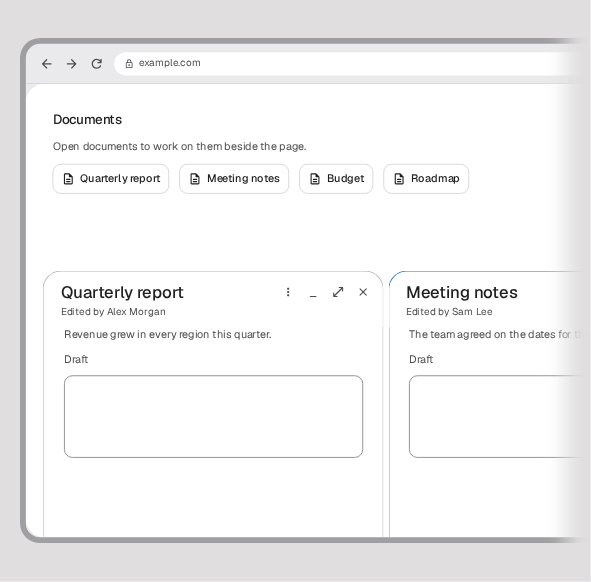 example.com
Documents
Open documents to work on them beside the page.
Quarterly report Meeting notes Budget Roadmap
Quarterly report
Edited by Alex Morgan
Revenue grew in every region this quarter.
Draft
Meeting notes
Edited by Sam Lee
The team agreed on the dates for
Draft